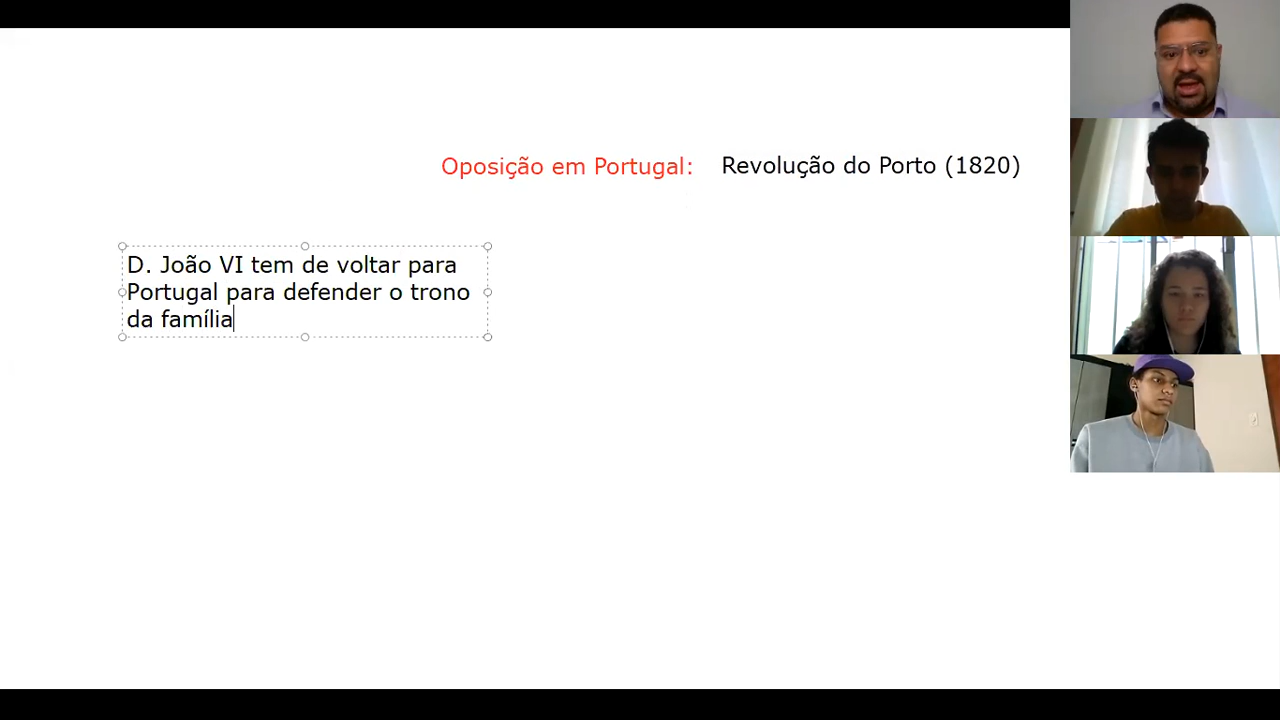 Oposição em Portugal: Revolução do Porto (1820)
D. João VI tem de voltar para
Portugal para defender o trono
da família